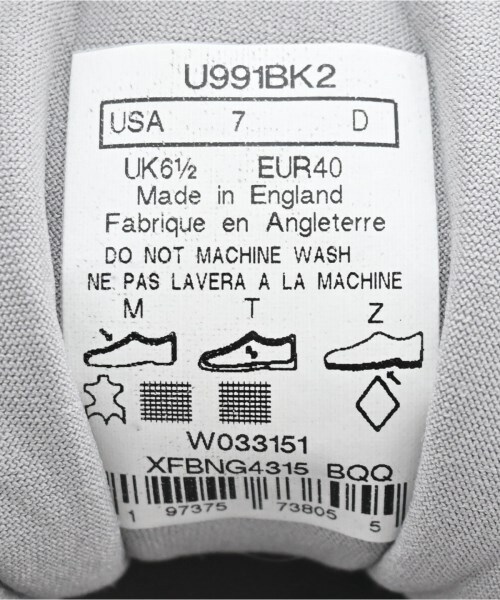 U991BK2
USA 7 D
UK6½ EUR40
Made in England
Fabrique en Angleterre
DO NOT MACHINE WASH
NE PAS LAVERA A LA MACHINE
M T Z
W033151
XFBNG4315 BQQ
1 97375 73805 5